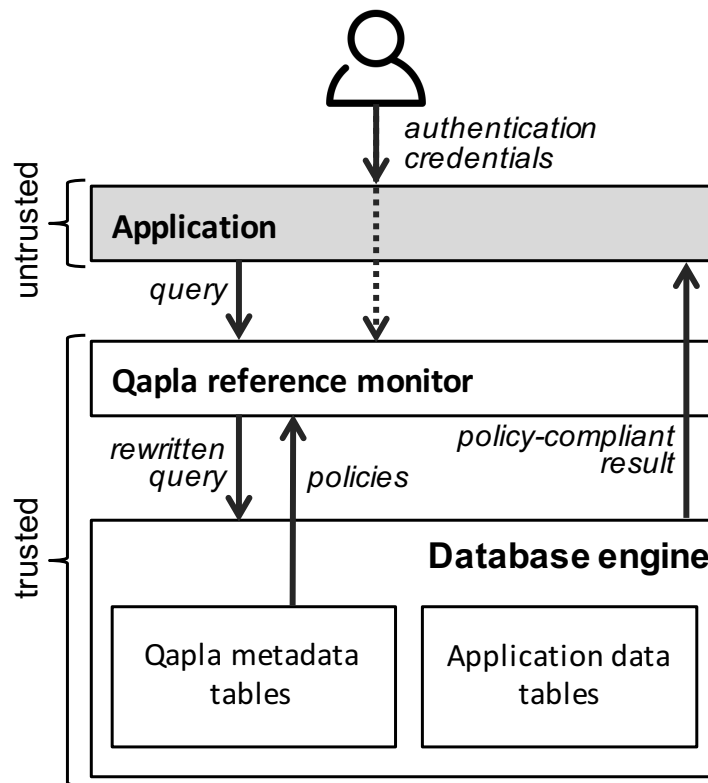 authentication
credentials
untrusted
Application
query
Qapla reference monitor
rewritten
query
policies
policy-compliant
result
trusted
Database engine
Qapla metadata
tables
Application data
tables